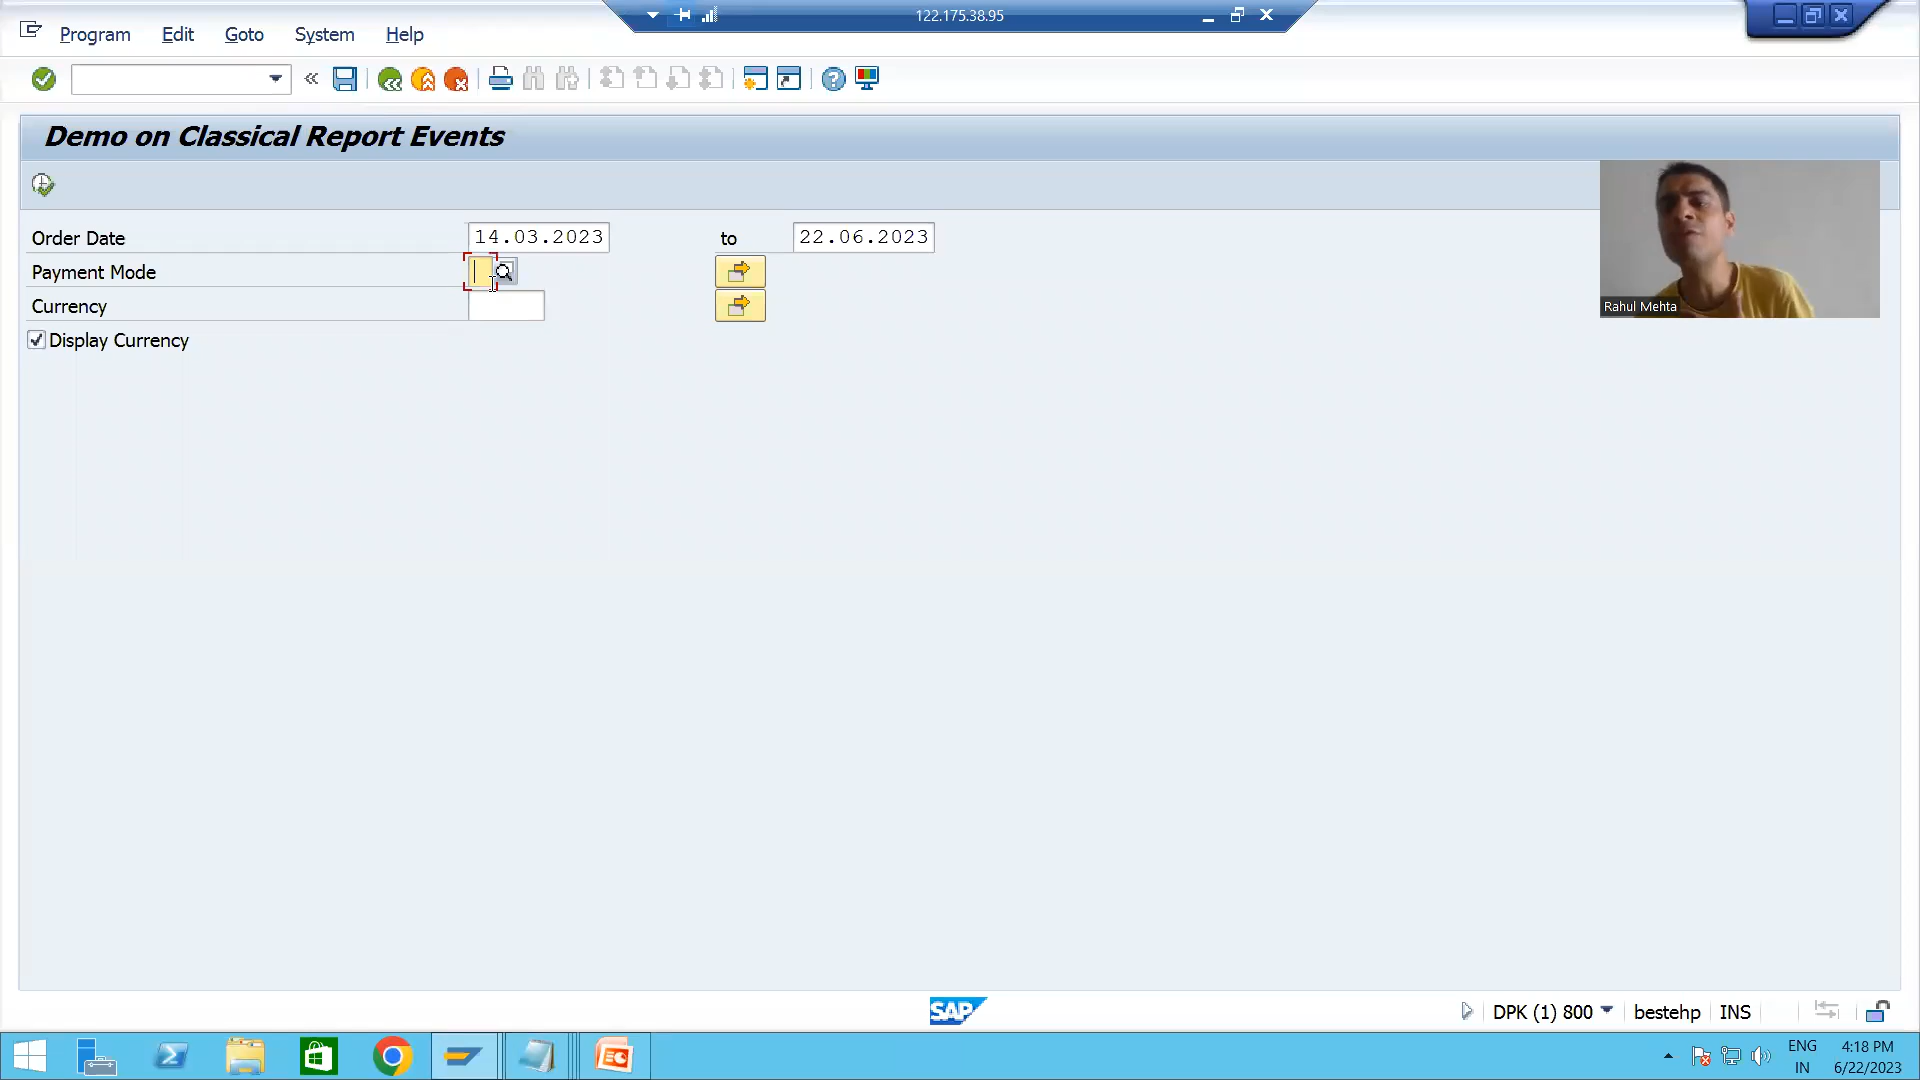 122.175.38.95
Program Edit Goto System Help
Demo on Classical Report Events
Order Date 14.03.2023 to 22.06.2023
Payment Mode
Currency
Display Currency
Rahul Mehta
SAP
DPK (1) 800 bestehp INS
ENG 4:18 PM
IN 6/22/2023